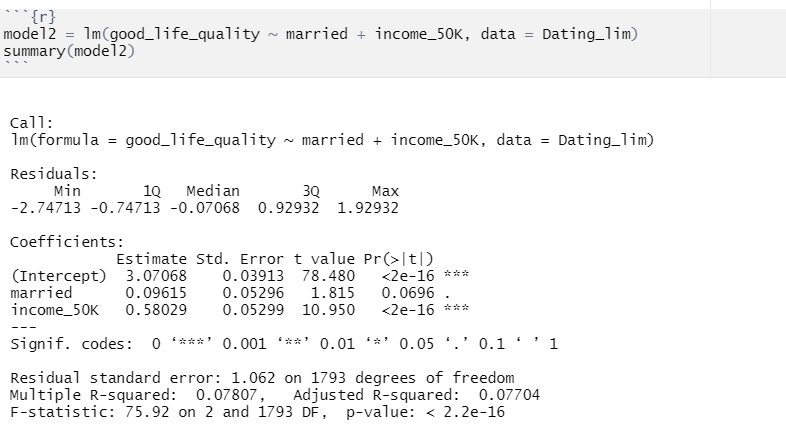 ```{r}
model2 = lm(good_life_quality ~ married + income_50K, data = Dating_lim)
summary(model2)
```
Call:
lm(formula = good_life_quality ~ married + income_50K, data = Dating_lim)
Residuals:
     Min       1Q   Median       3Q      Max
-2.74713 -0.74713 -0.07068  0.92932  1.92932
Coefficients:
            Estimate Std. Error t value Pr(>|t|)
(Intercept)  3.07068    0.03913  78.480   <2e-16 ***
married      0.09615    0.05296   1.815   0.0696 .
income_50K   0.58029    0.05299  10.950   <2e-16 ***
---
Signif. codes:  0 ‘***’ 0.001 ‘**’ 0.01 ‘*’ 0.05 ‘.’ 0.1 ‘ ’ 1
Residual standard error: 1.062 on 1793 degrees of freedom
Multiple R-squared:  0.07807,   Adjusted R-squared:  0.07704
F-statistic: 75.92 on 2 and 1793 DF,  p-value: < 2.2e-16